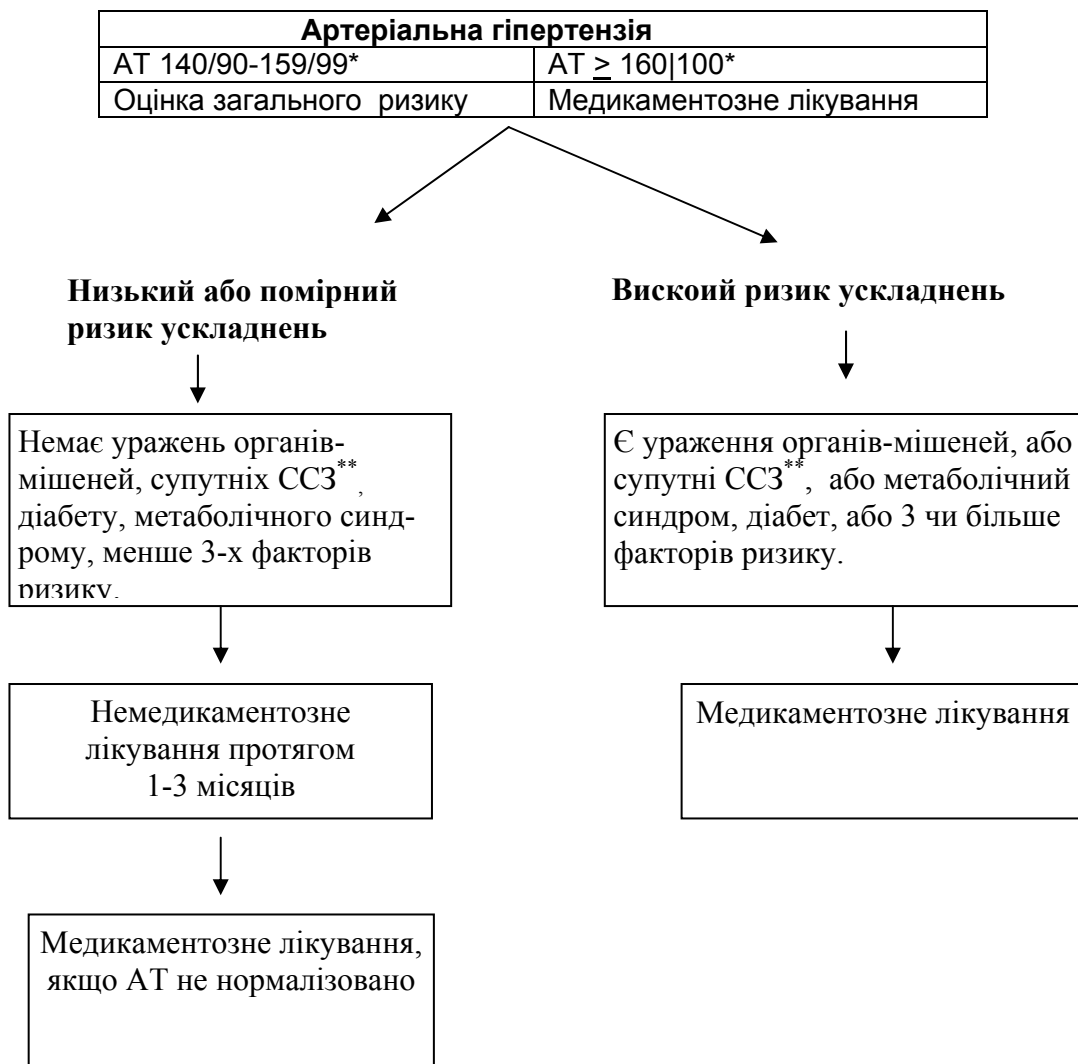 Артеріальна гіпертензія
АТ 140/90-159/99*
АТ ≥ 160|100*
Оцінка загального ризику
Медикаментозне лікування
Низький або помірний
ризик ускладнень
Вискоий ризик ускладнень
Немає уражень органів-
мішеней, супутніх ССЗ**,
діабету, метаболічного синд-
рому, менше 3-х факторів
ризику.
Є ураження органів-мішеней, або
супутні ССЗ**, або метаболічний
синдром, діабет, або 3 чи більше
факторів ризику.
Немедикаментозне
лікування протягом
1-3 місяців
Медикаментозне лікування
Медикаментозне лікування,
якщо АТ не нормалізовано